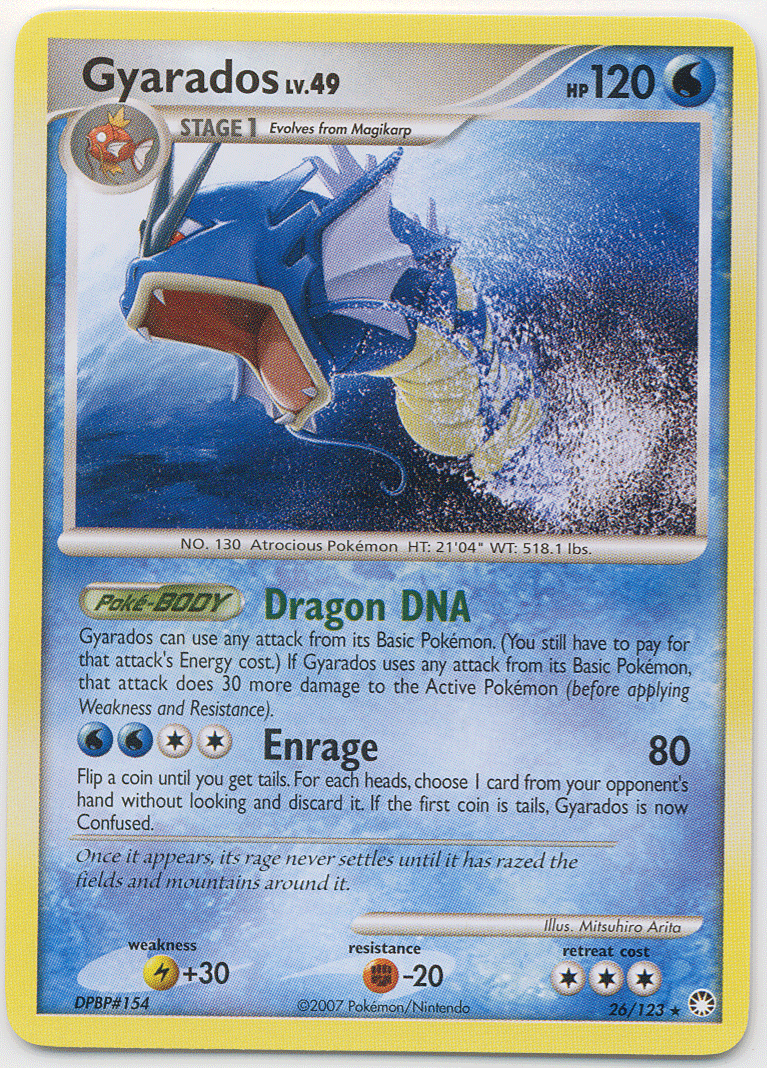 Gyarados LV.49 HP 120
STAGE 1 Evolves from Magikarp
NO. 130 Atrocious Pokémon HT: 21'04" WT: 518.1 lbs.
Poké-BODY Dragon DNA
Gyarados can use any attack from its Basic Pokémon. (You still have to pay for
that attack's Energy cost.) If Gyarados uses any attack from its Basic Pokémon,
that attack does 30 more damage to the Active Pokémon (before applying
Weakness and Resistance).
Enrage 80
Flip a coin until you get tails. For each heads, choose 1 card from your opponent's
hand without looking and discard it. If the first coin is tails, Gyarados is now
Confused.
Once it appears, its rage never settles until it has razed the
fields and mountains around it.
Illus. Mitsuhiro Arita
weakness resistance retreat cost
+30 -20
DPBP#154 ©2007 Pokémon/Nintendo 26/123 ★